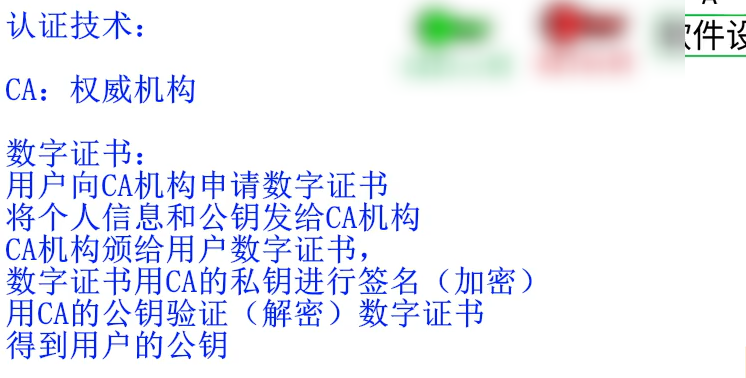 认证技术：
CA：权威机构
数字证书：
用户向CA机构申请数字证书
将个人信息和公钥发给CA机构
CA机构颁给用户数字证书，
数字证书用CA的私钥进行签名（加密）
用CA的公钥验证（解密）数字证书
得到用户的公钥
件设